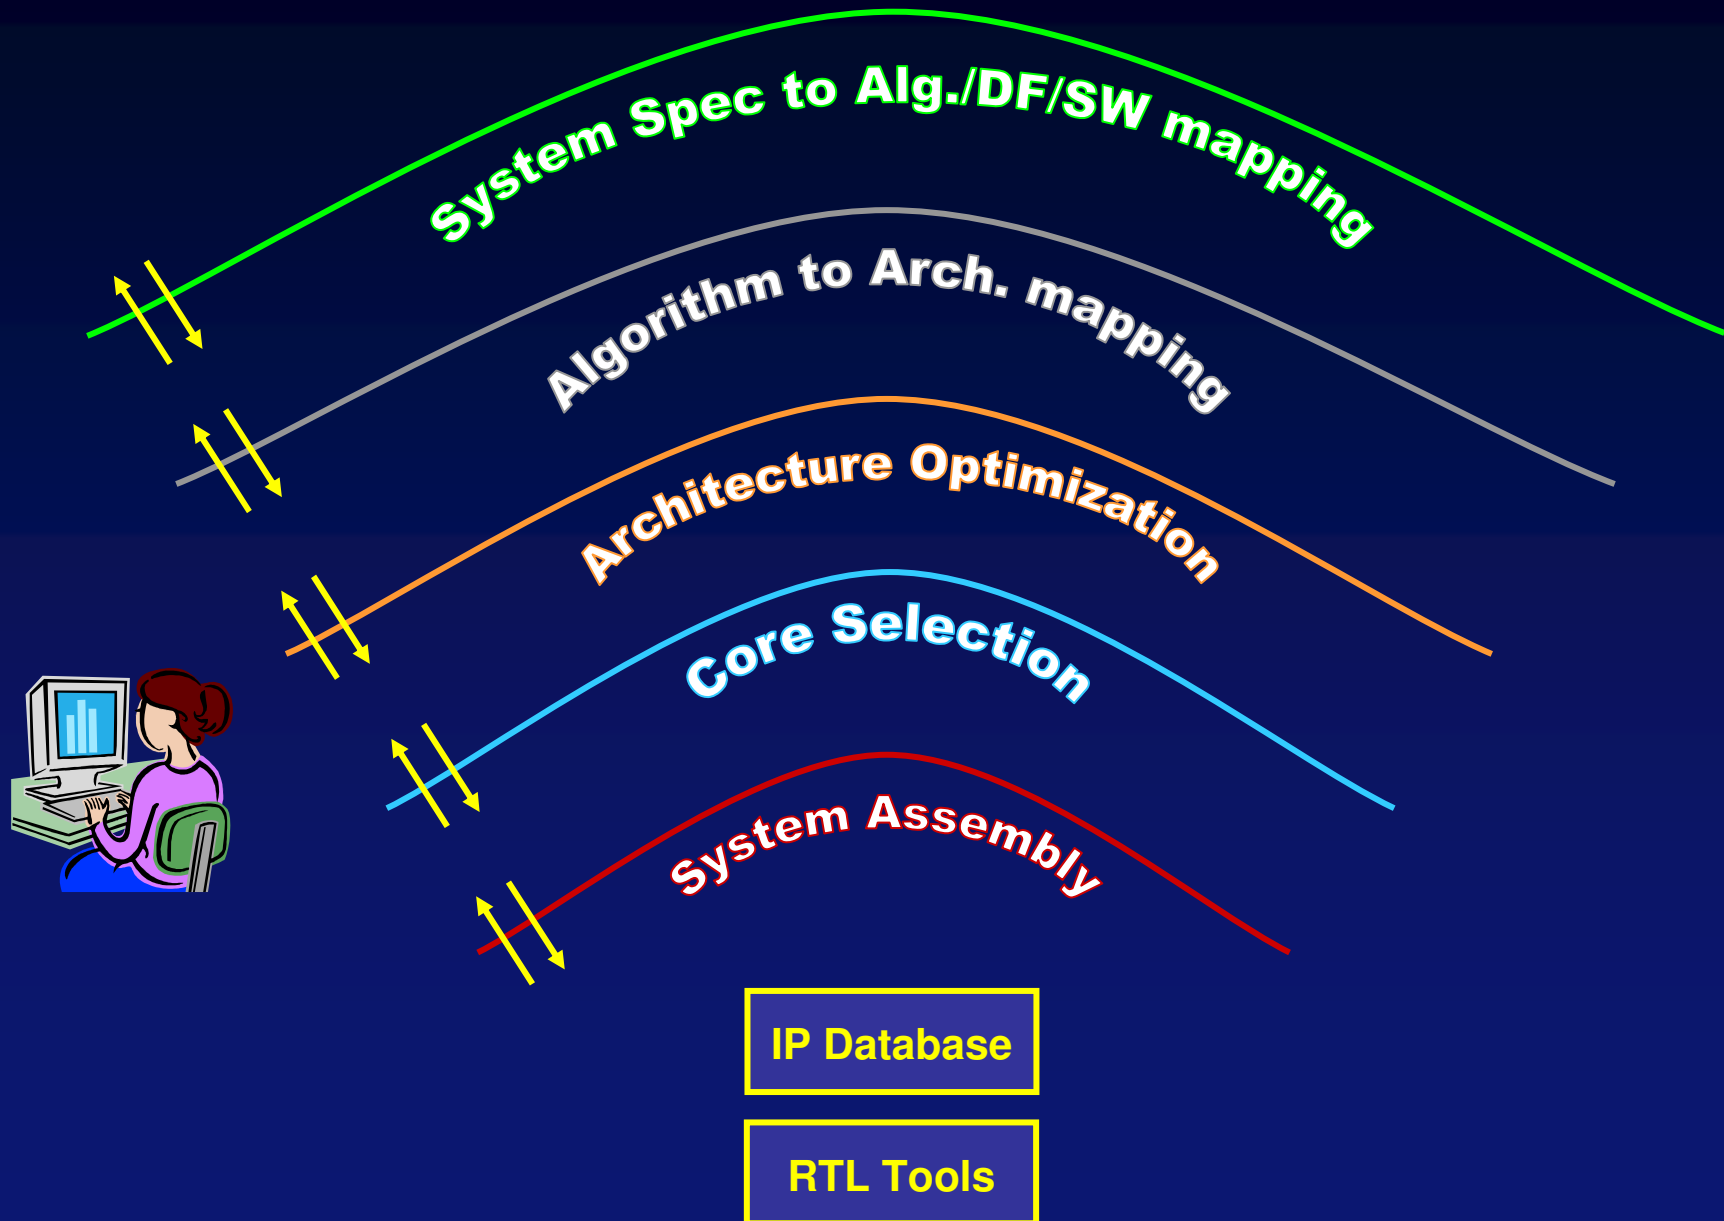 System Spec to Alg./DF/SW mapping
Algorithm to Arch. mapping
Architecture Optimization
Core Selection
System Assembly
IP Database
RTL Tools